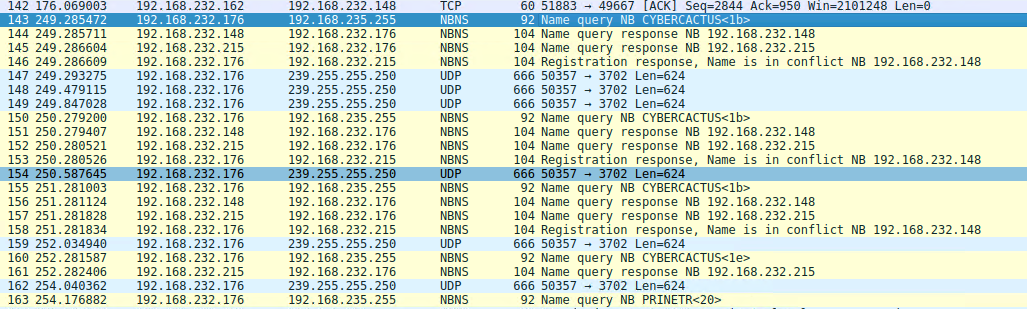 142 176.069003 192.168.232.162 192.168.232.148 TCP 60 51883 → 49667 [ACK] Seq=2844 Ack=950 Win=2101248 Len=0
143 249.285472 192.168.232.176 192.168.235.255 NBNS 92 Name query NB CYBERCACTUS<1b>
144 249.285711 192.168.232.148 192.168.232.176 NBNS 104 Name query response NB 192.168.232.148
145 249.286604 192.168.232.215 192.168.232.176 NBNS 104 Name query response NB 192.168.232.215
146 249.286609 192.168.232.176 192.168.232.215 NBNS 104 Registration response, Name is in conflict NB 192.168.232.148
147 249.293275 192.168.232.176 239.255.255.250 UDP 666 50357 → 3702 Len=624
148 249.479115 192.168.232.176 239.255.255.250 UDP 666 50357 → 3702 Len=624
149 249.847028 192.168.232.176 239.255.255.250 UDP 666 50357 → 3702 Len=624
150 250.279200 192.168.232.176 192.168.235.255 NBNS 92 Name query NB CYBERCACTUS<1b>
151 250.279407 192.168.232.148 192.168.232.176 NBNS 104 Name query response NB 192.168.232.148
152 250.280521 192.168.232.215 192.168.232.176 NBNS 104 Name query response NB 192.168.232.215
153 250.280526 192.168.232.176 192.168.232.215 NBNS 104 Registration response, Name is in conflict NB 192.168.232.148
154 250.587645 192.168.232.176 239.255.255.250 UDP 666 50357 → 3702 Len=624
155 251.281003 192.168.232.176 192.168.235.255 NBNS 92 Name query NB CYBERCACTUS<1b>
156 251.281124 192.168.232.148 192.168.232.176 NBNS 104 Name query response NB 192.168.232.148
157 251.281828 192.168.232.215 192.168.232.176 NBNS 104 Name query response NB 192.168.232.215
158 251.281834 192.168.232.176 192.168.232.215 NBNS 104 Registration response, Name is in conflict NB 192.168.232.148
159 252.034940 192.168.232.176 239.255.255.250 UDP 666 50357 → 3702 Len=624
160 252.281587 192.168.232.176 192.168.235.255 NBNS 92 Name query NB CYBERCACTUS<1e>
161 252.282406 192.168.232.215 192.168.232.176 NBNS 104 Name query response NB 192.168.232.215
162 254.040362 192.168.232.176 239.255.255.250 UDP 666 50357 → 3702 Len=624
163 254.176882 192.168.232.176 192.168.235.255 NBNS 92 Name query NB PRINETR<20>